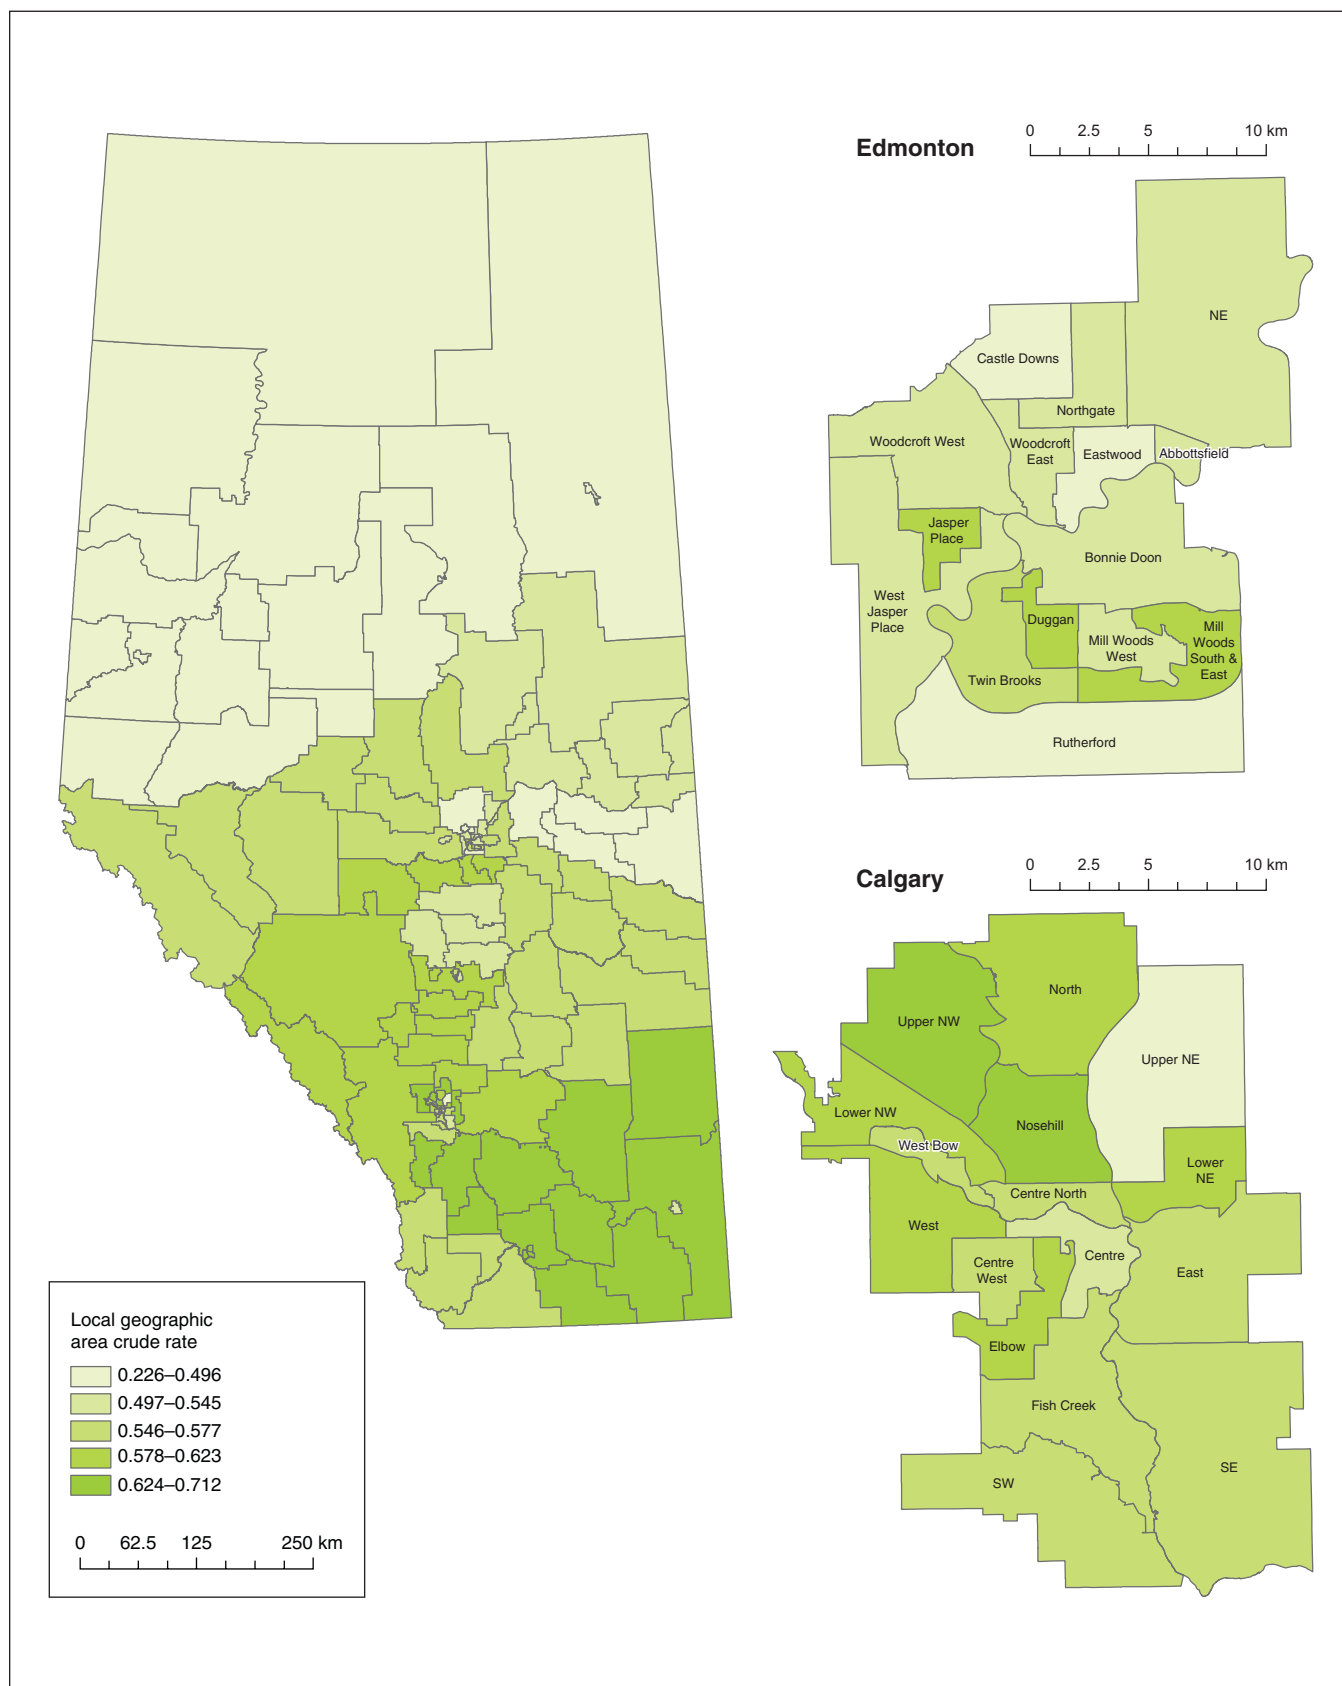 Edmonton
0 2.5 5 10 km
NE
Castle Downs
Northgate
Woodcroft West
Woodcroft
East
Eastwood
Abbottsfield
Jasper
Place
Bonnie Doon
West
Jasper
Place
Duggan
Mill Woods
West
Mill
Woods
South &
East
Twin Brooks
Rutherford
Calgary
0 2.5 5 10 km
North
Upper NW
Upper NE
Lower NW
Nosehill
West Bow
Lower
NE
Centre North
West
Centre
Centre
West
East
Elbow
Fish Creek
SW
SE
Local geographic
area crude rate
0.226–0.496
0.497–0.545
0.546–0.577
0.578–0.623
0.624–0.712
0 62.5 125 250 km